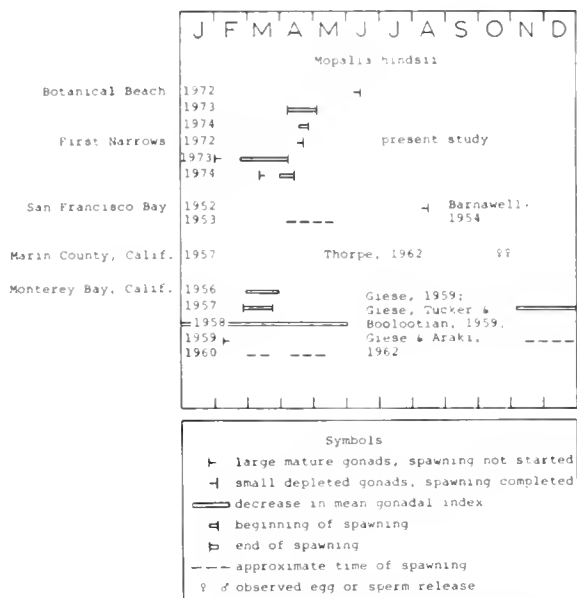 J F M A M J J A S O N D
Mopalia hindsii
Botanical Beach 1972
1973
1974
First Narrows 1972 present study
1973
1974
San Francisco Bay 1952 Barnawell,
1953 1954
Marin County, Calif. 1957 Thorpe, 1962 ♀♀
Monterey Bay, Calif. 1956 Giese, 1959;
1957 Giese, Tucker &
1958 Boolootian, 1959,
1959 Giese & Araki,
1960 1962
Symbols
large mature gonads, spawning not started
small depleted gonads, spawning completed
decrease in mean gonadal index
beginning of spawning
end of spawning
approximate time of spawning
♀ ♂ observed egg or sperm release